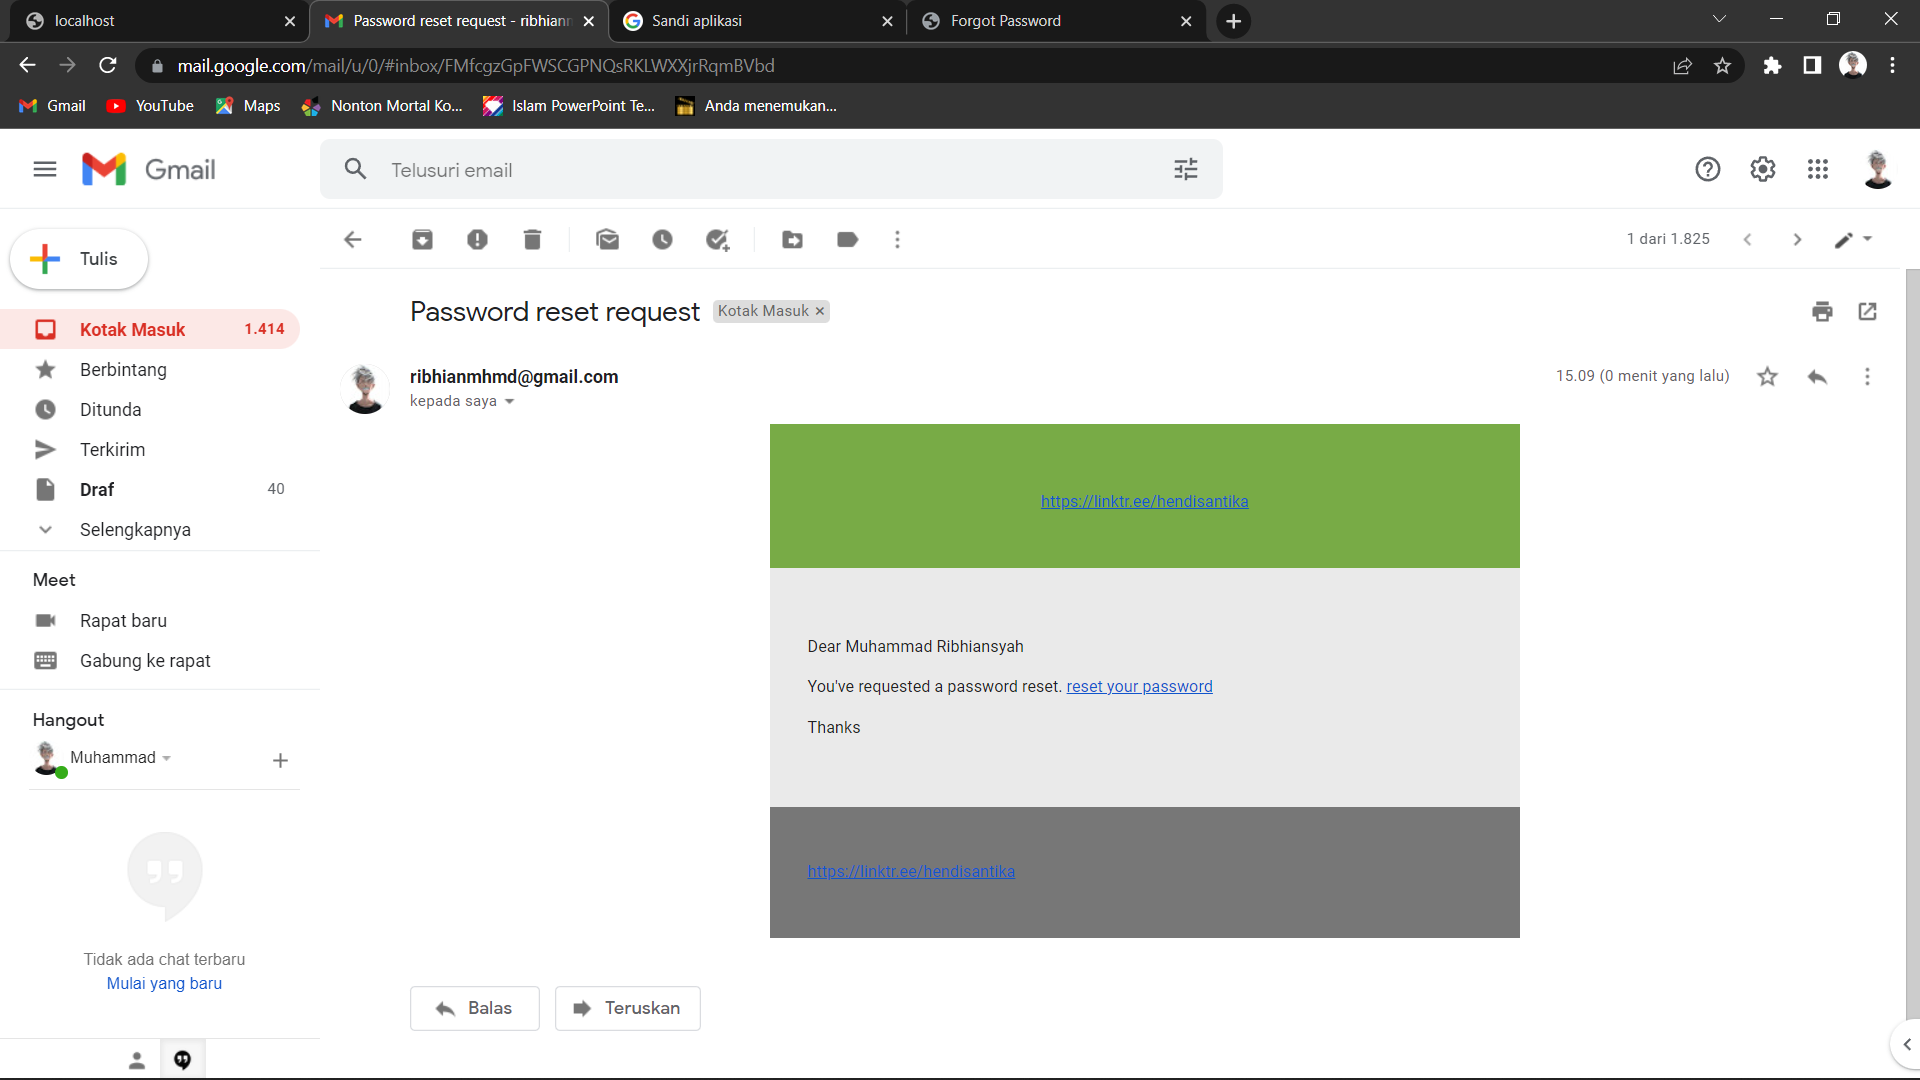 localhost
Password reset request - ribhianm
Sandi aplikasi
Forgot Password
mail.google.com/mail/u/0/#inbox/FMfcgzGpFWSCGPNQsRKLWXXjrRqmBVbd
Gmail
YouTube
Maps
Nonton Mortal Ko...
Islam PowerPoint Te...
Anda menemukan...
Gmail
Telusuri email
Tulis
1 dari 1.825
Kotak Masuk 1.414
Berbintang
Ditunda
Terkirim
Draf 40
Selengkapnya
Meet
Rapat baru
Gabung ke rapat
Hangout
Muhammad
Tidak ada chat terbaru
Mulai yang baru
Password reset request Kotak Masuk
ribhianmhmd@gmail.com
15.09 (0 menit yang lalu)
kepada saya
https://linktr.ee/hendisantika
Dear Muhammad Ribhiansyah
You've requested a password reset. reset your password
Thanks
https://linktr.ee/hendisantika
Balas
Teruskan